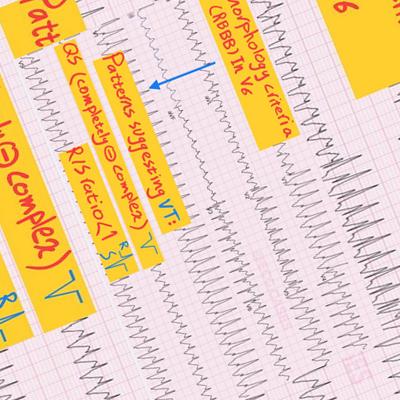 morphology criteria
(RBBB) In V6
Patterns suggesting VT:
QS (completely ⊖ complex)
R/S ratio<1 R
S
Patt
⊖ complex)
R
6